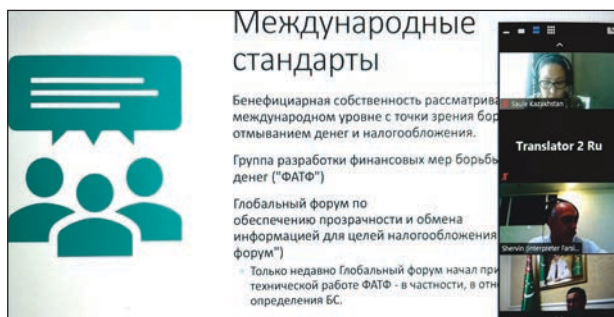 Международные
стандарты
Бенефициарная собственность рассматрива
международном уровне с точки зрения бор
отмыванием денег и налогообложения.
Группа разработки финансовых мер борьбы
денег ("ФАТФ")
Глобальный форум по
обеспечению прозрачности и обмена
информацией для целей налогообложения
форум")
Только недавно Глобальный форум начал при
технической работе ФАТФ - в частности, в отн
определения БС.
Saule Kazakhstan
Translator 2 Ru
Shervin (Interpreter Farsi...